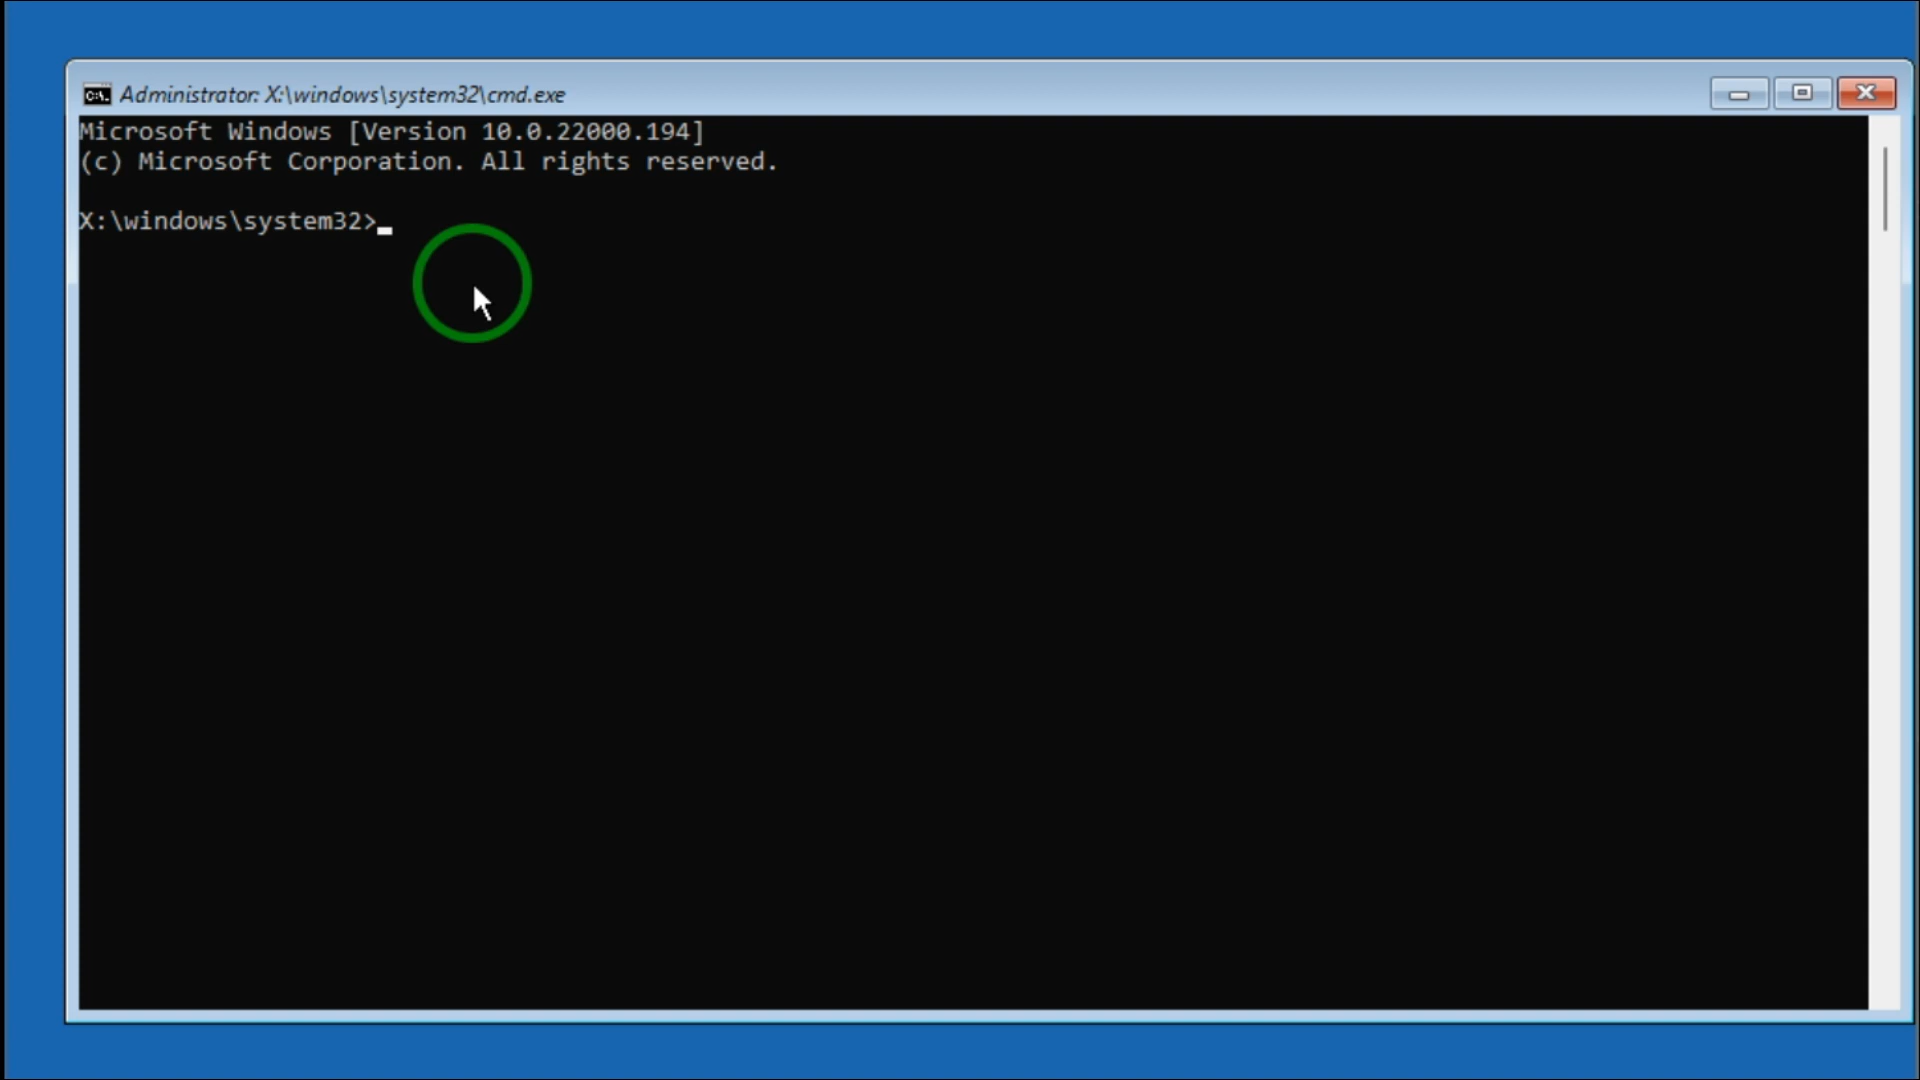 Administrator: X:\windows\system32\cmd.exe
Microsoft Windows [Version 10.0.22000.194]
(c) Microsoft Corporation. All rights reserved.
X:\windows\system32>